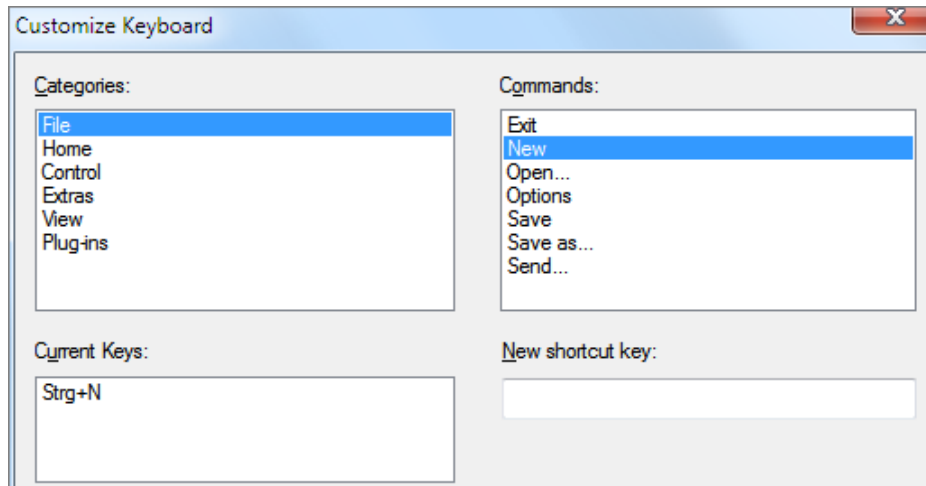 Customize Keyboard
Categories:
File
Home
Control
Extras
View
Plug-ins
Commands:
Exit
New
Open...
Options
Save
Save as...
Send...
Current Keys:
Strg+N
New shortcut key: